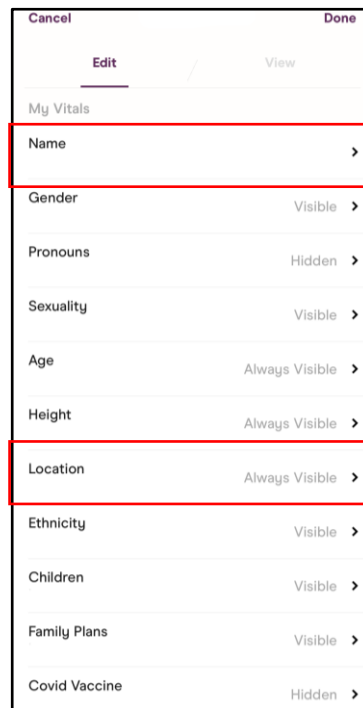 Cancel Done
Edit View
My Vitals
Name
Gender Visible
Pronouns Hidden
Sexuality Visible
Age Always Visible
Height Always Visible
Location Always Visible
Ethnicity Visible
Children Visible
Family Plans Visible
Covid Vaccine Hidden